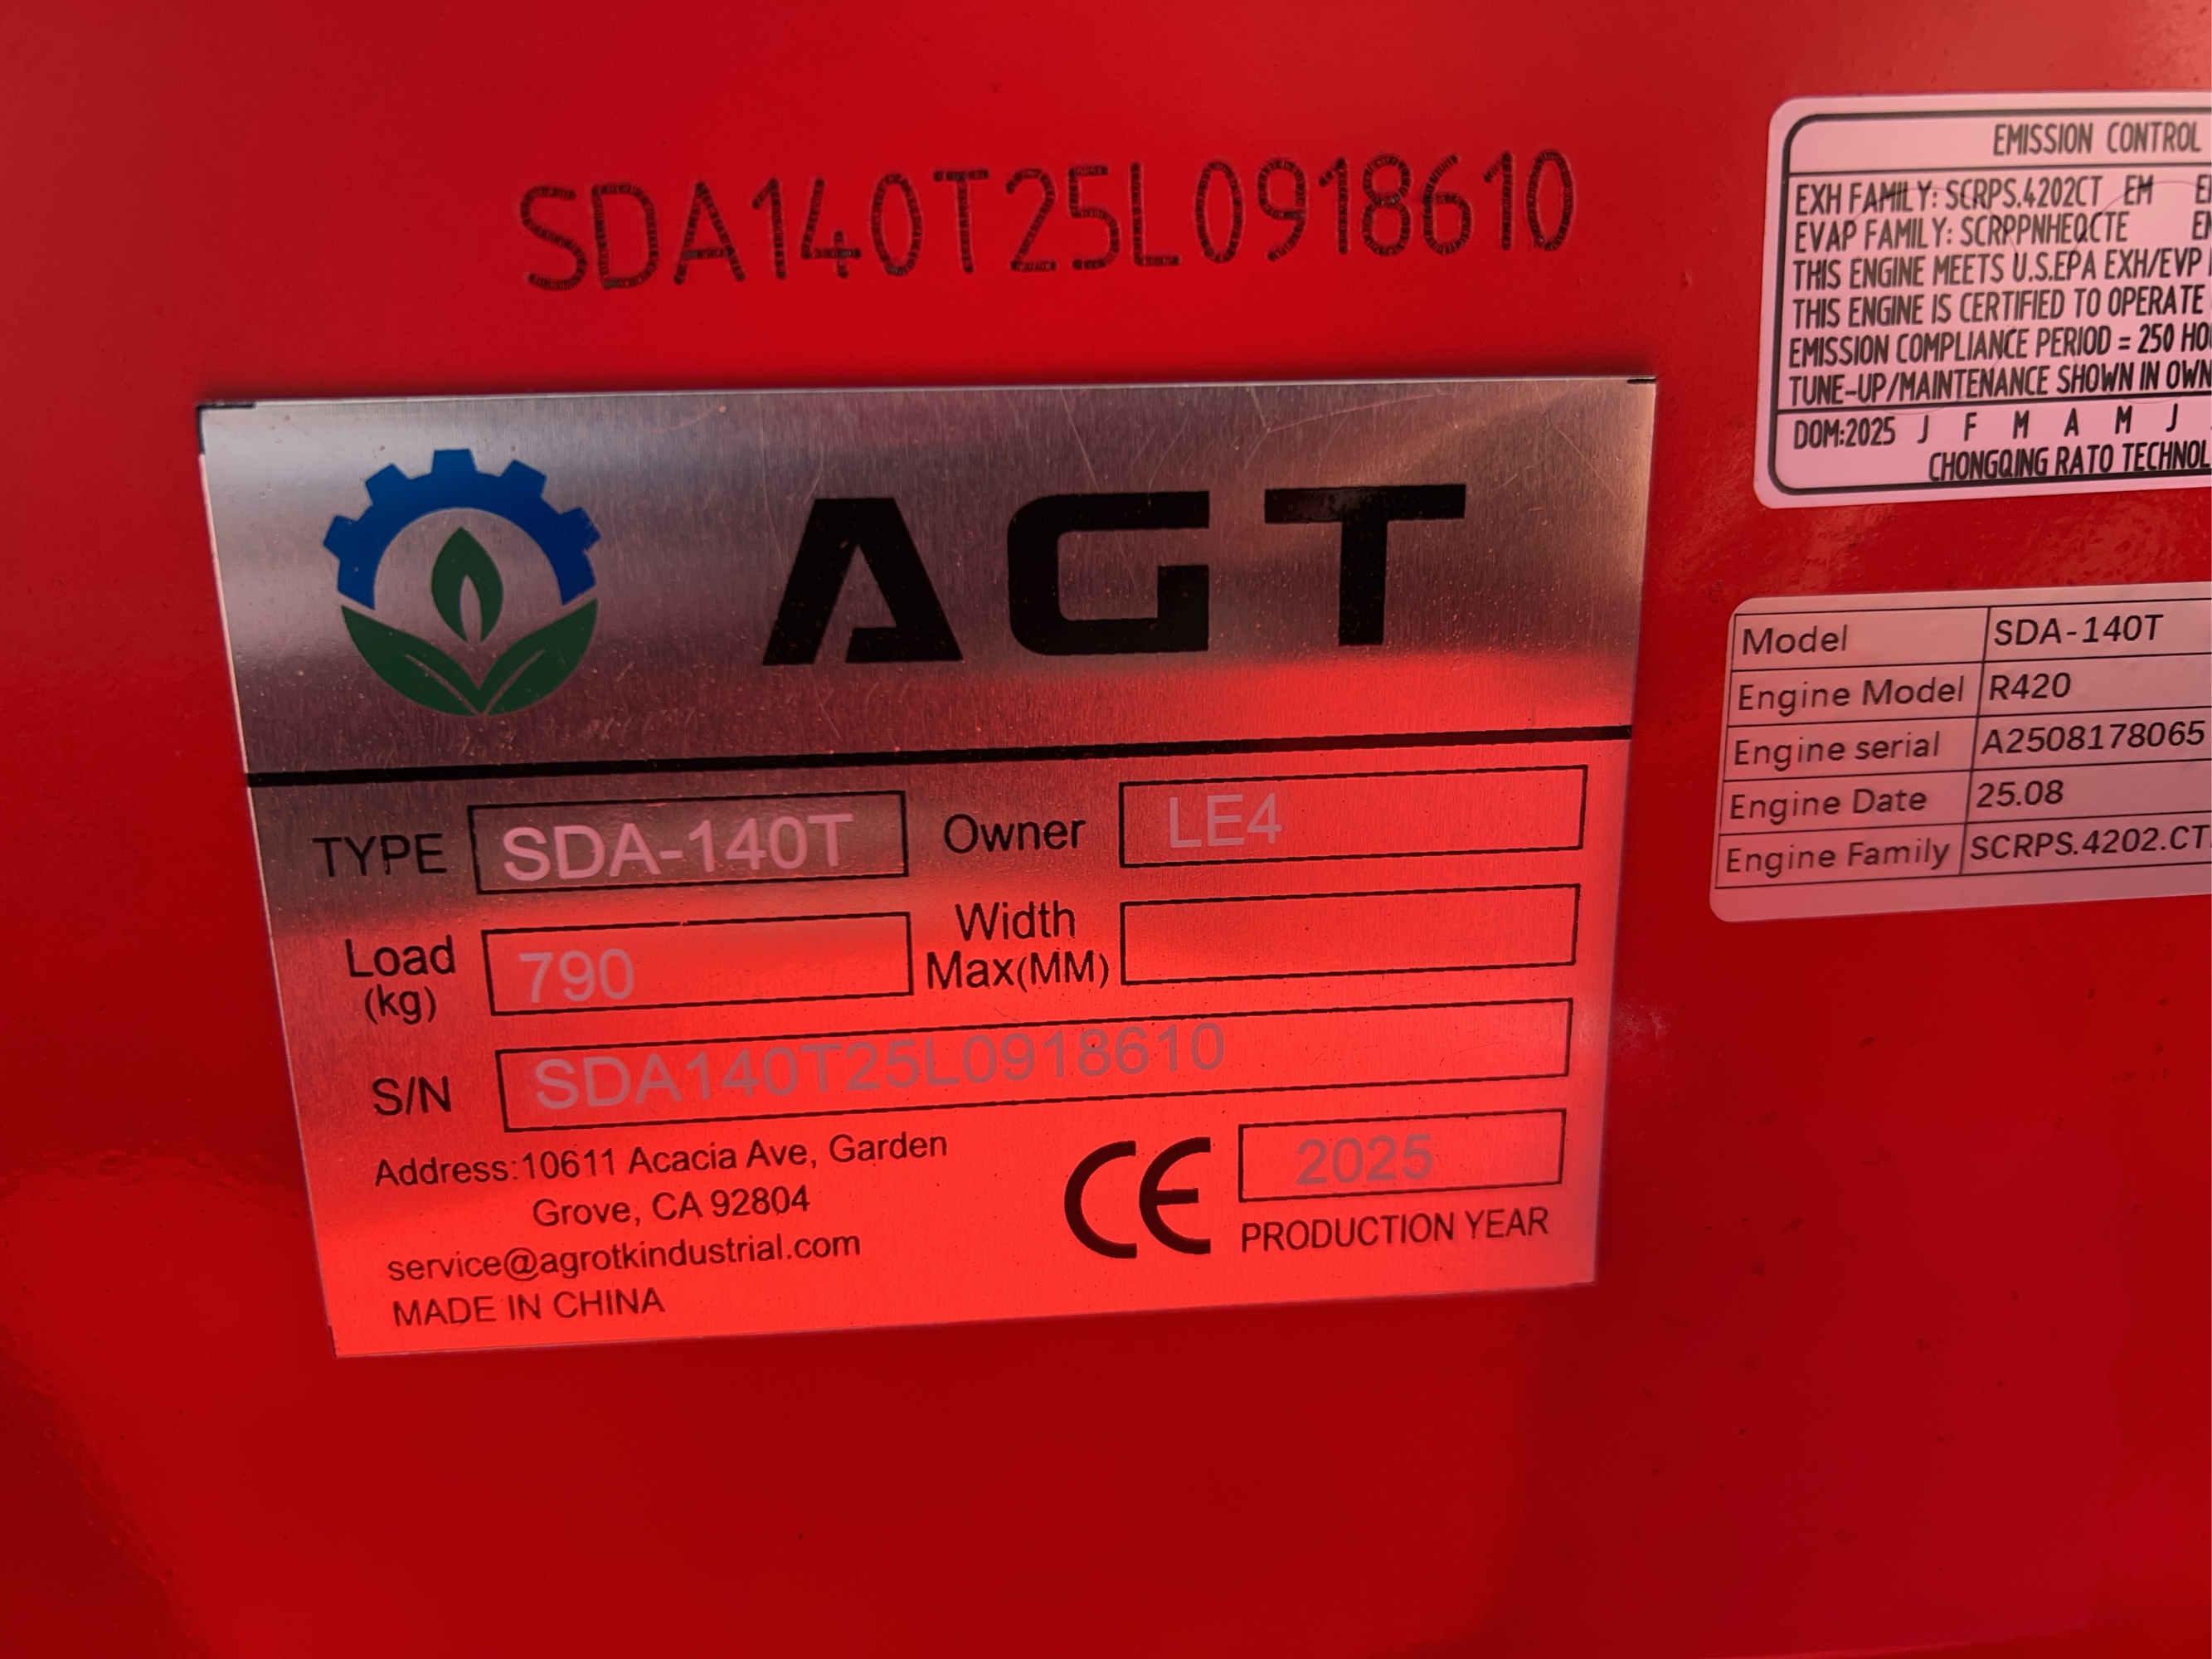 SDA140T25L0918610
AGT
TYPE SDA-140T Owner LE4
Load (kg) 790 Width Max(MM)
S/N SDA140T25L0918610
Address:10611 Acacia Ave, Garden
Grove, CA 92804
service@agrotkindustrial.com
MADE IN CHINA
CE 2025
PRODUCTION YEAR
EMISSION CONTROL
EXH FAMILY: SCRPS.4202CT EM
EVAP FAMILY: SCRPPNHEQCTE
THIS ENGINE MEETS U.S.EPA EXH/EVP
THIS ENGINE IS CERTIFIED TO OPERATE
EMISSION COMPLIANCE PERIOD = 250
TUNE-UP/MAINTENANCE SHOWN IN
DOM:2025 J F M A M J
CHONGQING RATO
Model SDA-140T
Engine Model R420
Engine serial A2508178065
Engine Date 25.08
Engine Family SCRPS.4202.CT